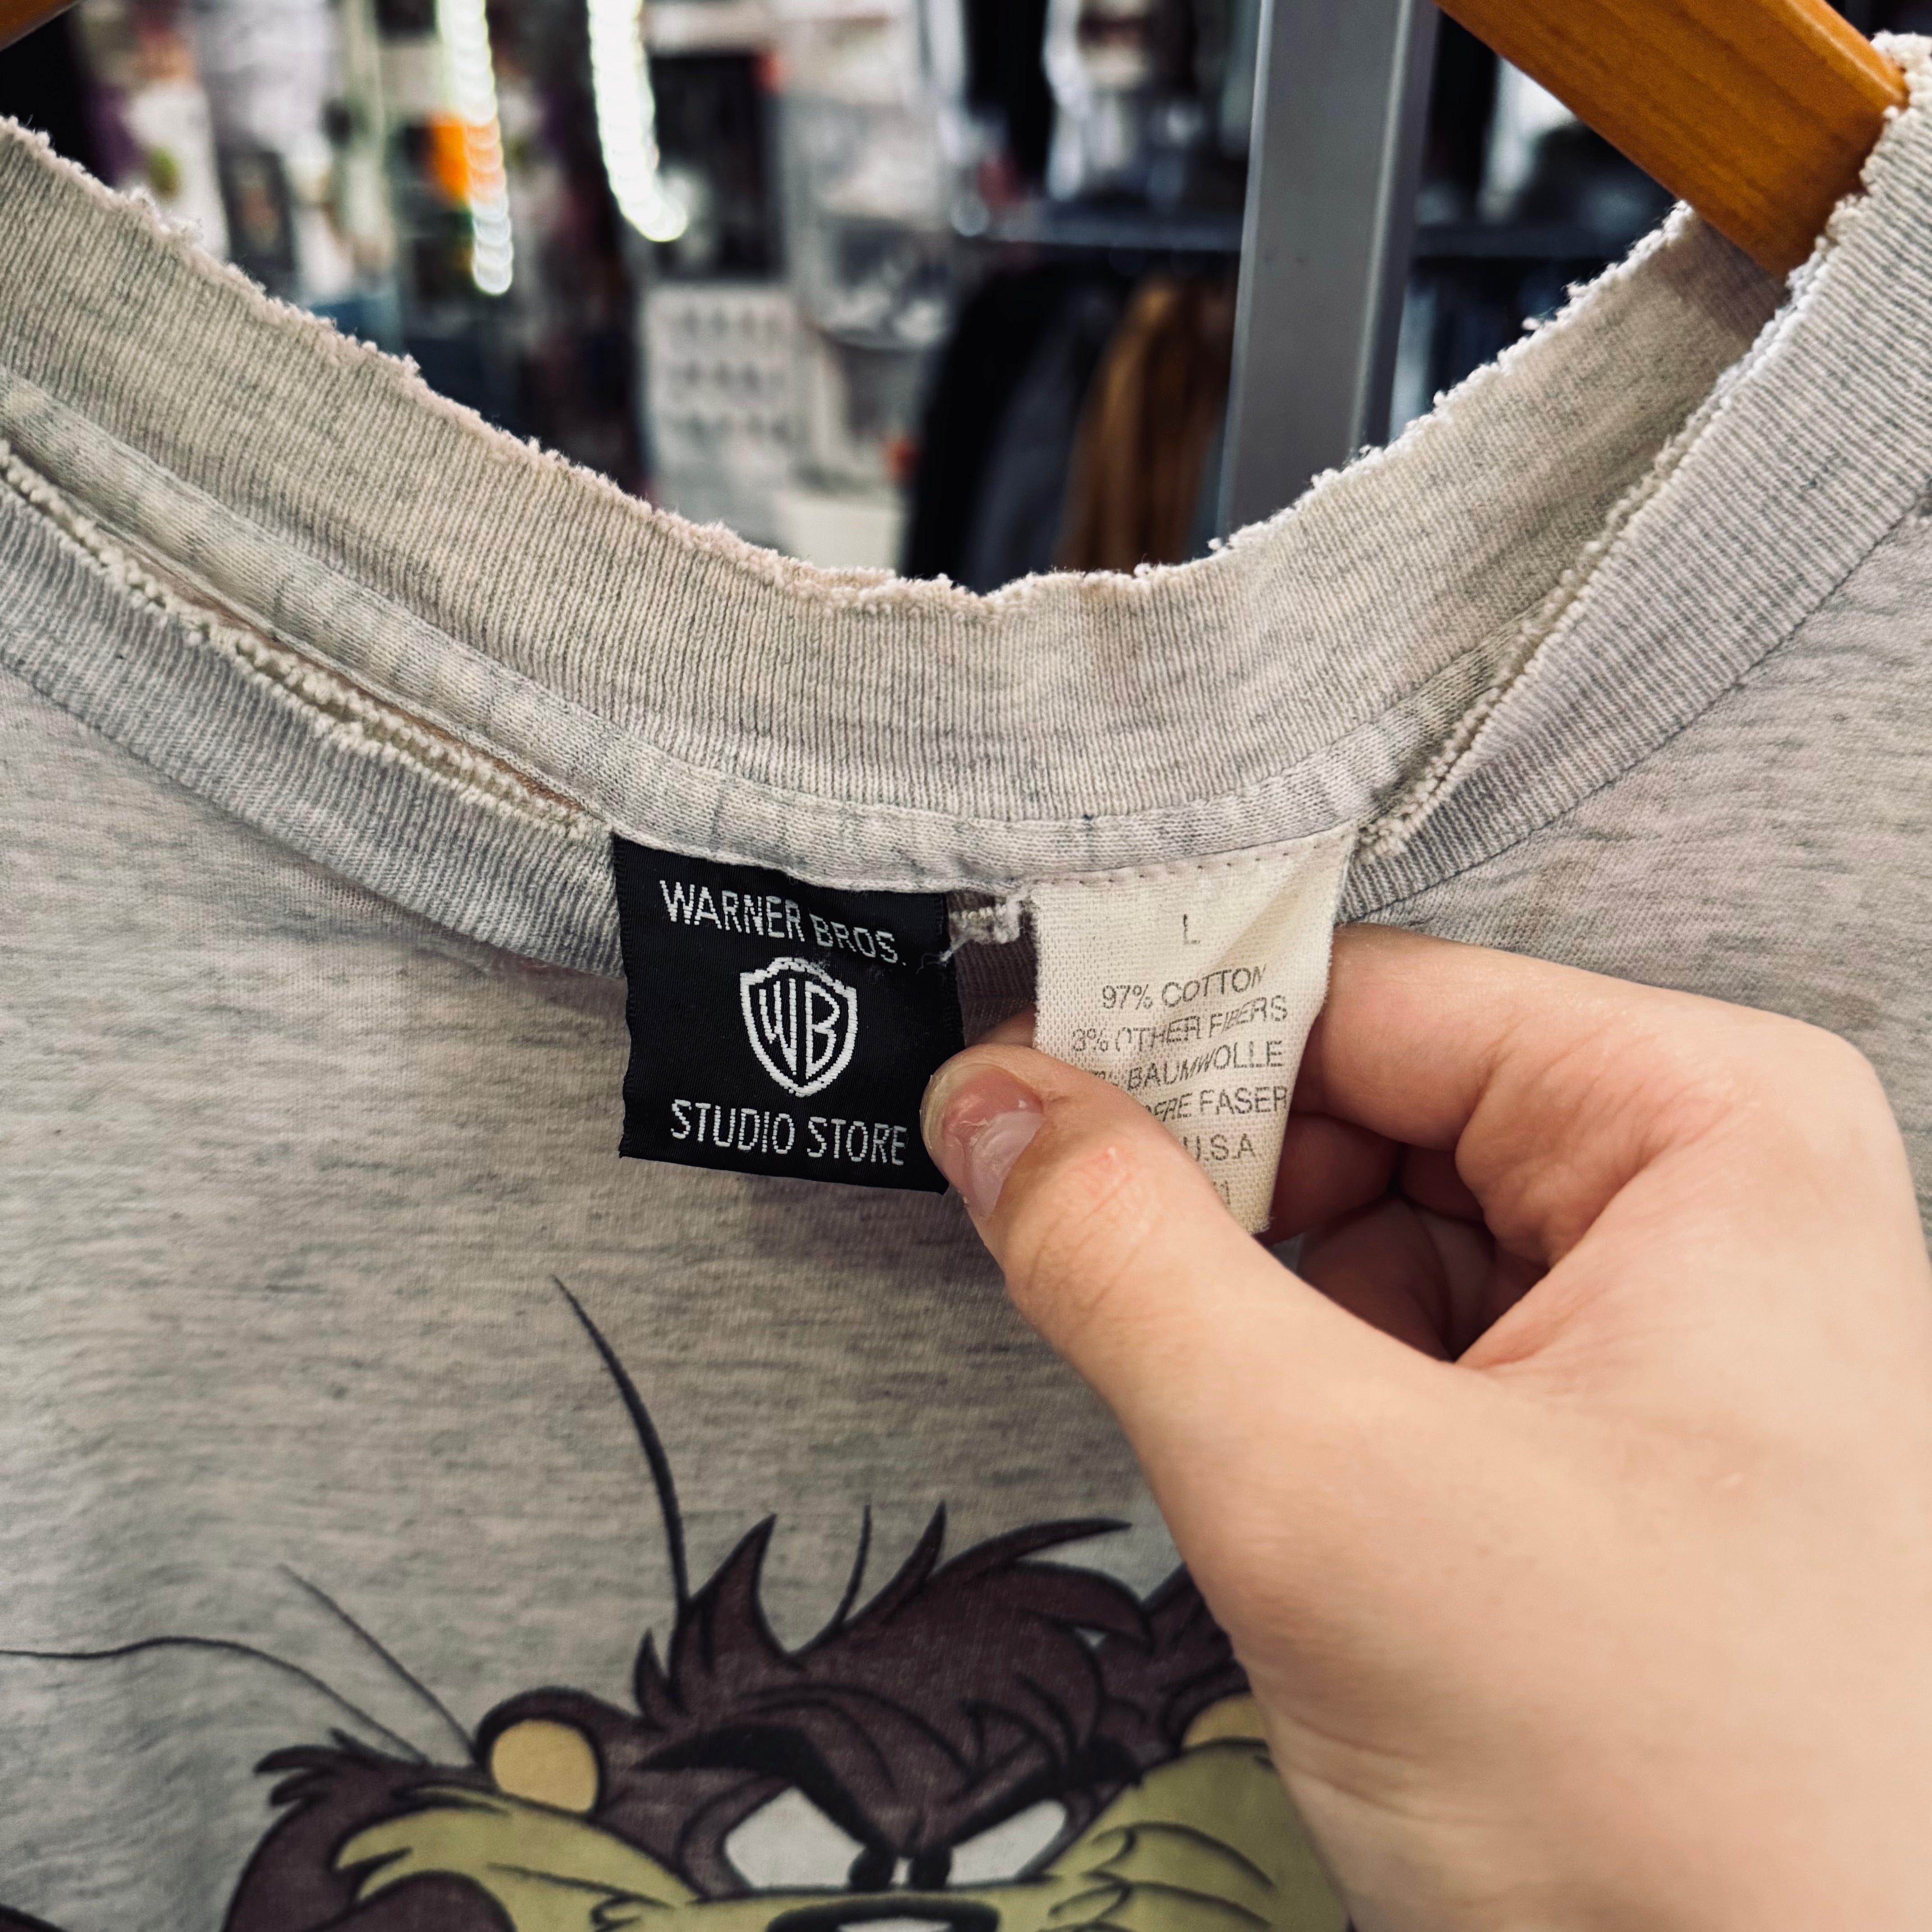 WARNER BROS.
WB
STUDIO STORE
L
97% COTTON
3% OTHER FIBERS
BAUMWOLLE
FASER
U.S.A